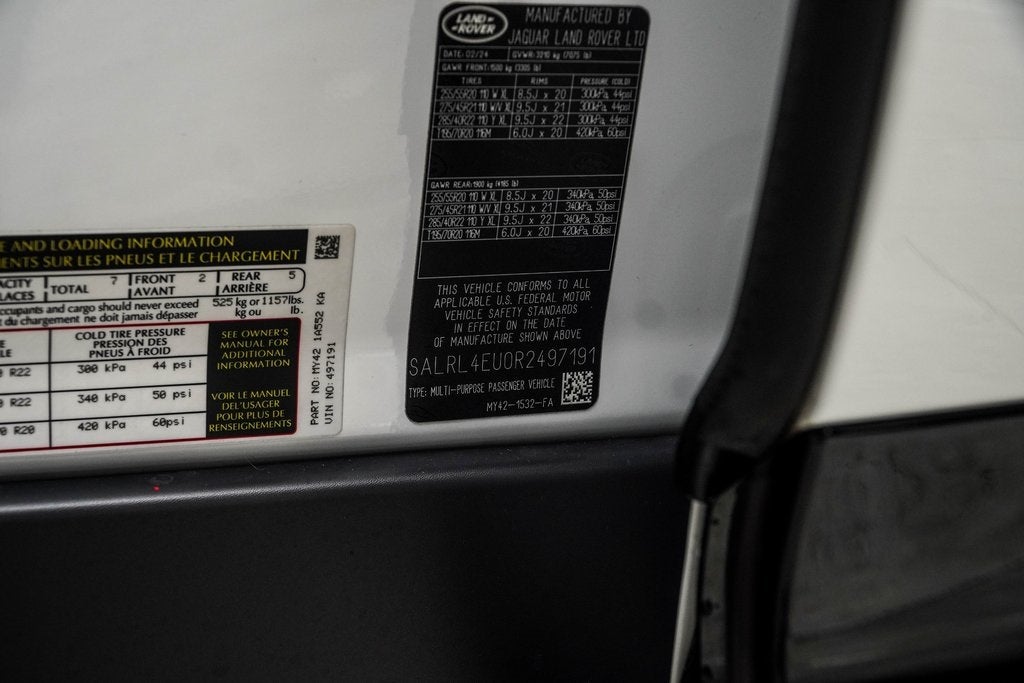 LAND ROVER
MANUFACTURED BY
JAGUAR LAND ROVER LTD
DATE: 02/24 GVWR: 3210 kg (7075 lb)
GAWR FRONT: 1500 kg (3305 lb)
TIRES RIMS PRESSURE (COLD)
255/55R20 110 W XL 8.5J x 20 300kPa, 44psi
275/45R21 110 W/V XL 9.5J x 21 300kPa, 44psi
285/40R22 110 Y XL 9.5J x 22 300kPa, 44psi
T195/70R20 116M 6.0J x 20 420kPa, 60psi
GAWR REAR: 1900 kg (4185 lb)
255/55R20 110 W XL 8.5J x 20 340kPa, 50psi
275/45R21 110 W/V XL 9.5J x 21 340kPa, 50psi
285/40R22 110 Y XL 9.5J x 22 340kPa, 50psi
T195/70R20 116M 6.0J x 20 420kPa, 60psi
THIS VEHICLE CONFORMS TO ALL
APPLICABLE U.S. FEDERAL MOTOR
VEHICLE SAFETY STANDARDS
IN EFFECT ON THE DATE
OF MANUFACTURE SHOWN ABOVE
SALRL4EU0R2497191
TYPE: MULTI-PURPOSE PASSENGER VEHICLE
MY42-1532-FA
E AND LOADING INFORMATION
MENTS SUR LES PNEUS ET LE CHARGEMENT
ACITY TOTAL 7 FRONT 2 REAR 5
LACES AVANT ARRIÈRE
ccupants and cargo should never exceed 525 kg or 1157lbs.
t du chargement ne doit jamais dépasser kg ou lb.
E COLD TIRE PRESSURE
LE PRESSION DES
PNEUS À FROID
0 R22 300 kPa 44 psi
0 R22 340 kPa 50 psi
0 R20 420 kPa 60psi
SEE OWNER'S
MANUAL FOR
ADDITIONAL
INFORMATION
VOIR LE MANUEL
DEL'USAGER
POUR PLUS DE
RENSEIGNEMENTS
PART NO: MY42 1A552 KA
VIN NO: 497191